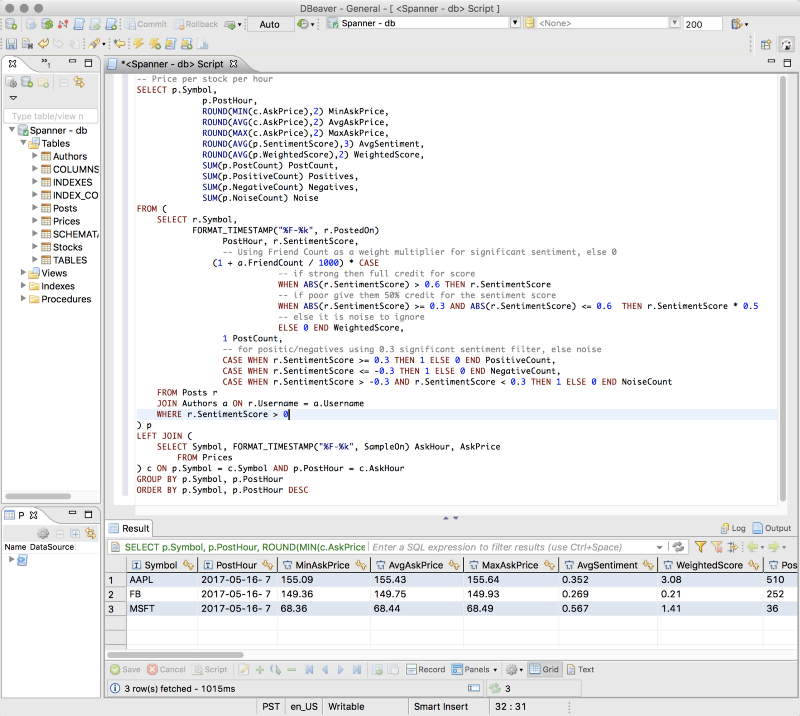 DBeaver - General - [ <Spanner - db> Script ]
Commit
Rollback
Auto
Spanner - db
<None>
200
*<Spanner - db> Script
Type table/view n
Spanner - db
Tables
Authors
COLUMNS
INDEXES
INDEX_CO
Posts
Prices
SCHEMATA
Stocks
TABLES
Views
Indexes
Procedures
-- Price per stock per hour
SELECT p.Symbol,
p.PostHour,
ROUND(MIN(c.AskPrice),2) MinAskPrice,
ROUND(AVG(c.AskPrice),2) AvgAskPrice,
ROUND(MAX(c.AskPrice),2) MaxAskPrice,
ROUND(AVG(p.SentimentScore),3) AvgSentiment,
ROUND(AVG(p.WeightedScore),2) WeightedScore,
SUM(p.PostCount) PostCount,
SUM(p.PositiveCount) Positives,
SUM(p.NegativeCount) Negatives,
SUM(p.NoiseCount) Noise
FROM (
SELECT r.Symbol,
FORMAT_TIMESTAMP("%F-%k", r.PostedOn)
PostHour, r.SentimentScore,
-- Using Friend Count as a weight multiplier for significant sentiment, else 0
(1 + a.FriendCount / 1000) * CASE
-- if strong then full credit for score
WHEN ABS(r.SentimentScore) > 0.6 THEN r.SentimentScore
-- if poor give them 50% credit for the sentiment score
WHEN ABS(r.SentimentScore) >= 0.3 AND ABS(r.SentimentScore) <= 0.6  THEN r.SentimentScore * 0.5
-- else it is noise to ignore
ELSE 0 END WeightedScore,
1 PostCount,
-- for positic/negatives using 0.3 significant sentiment filter, else noise
CASE WHEN r.SentimentScore >= 0.3 THEN 1 ELSE 0 END PositiveCount,
CASE WHEN r.SentimentScore <= -0.3 THEN 1 ELSE 0 END NegativeCount,
CASE WHEN r.SentimentScore > -0.3 AND r.SentimentScore < 0.3 THEN 1 ELSE 0 END NoiseCount
FROM Posts r
JOIN Authors a ON r.Username = a.Username
WHERE r.SentimentScore > 0
) p
LEFT JOIN (
SELECT Symbol, FORMAT_TIMESTAMP("%F-%k", SampleOn) AskHour, AskPrice
FROM Prices
) c ON p.Symbol = c.Symbol AND p.PostHour = c.AskHour
GROUP BY p.Symbol, p.PostHour
ORDER BY p.Symbol, p.PostHour DESC
P
Name DataSource
Result
Log
Output
SELECT p.Symbol, p.PostHour, ROUND(MIN(c.AskPrice
Enter a SQL expression to filter results (use Ctrl+Space)
Symbol PostHour MinAskPrice AvgAskPrice MaxAskPrice AvgSentiment WeightedScore Pos
1 AAPL 2017-05-16- 7 155.09 155.43 155.64 0.352 3.08 510
2 FB 2017-05-16- 7 149.36 149.75 149.93 0.269 0.21 252
3 MSFT 2017-05-16- 7 68.36 68.44 68.49 0.567 1.41 36
Save Cancel Script Record Panels Grid Text
3 row(s) fetched - 1015ms
3
PST en_US Writable Smart Insert 32 : 31